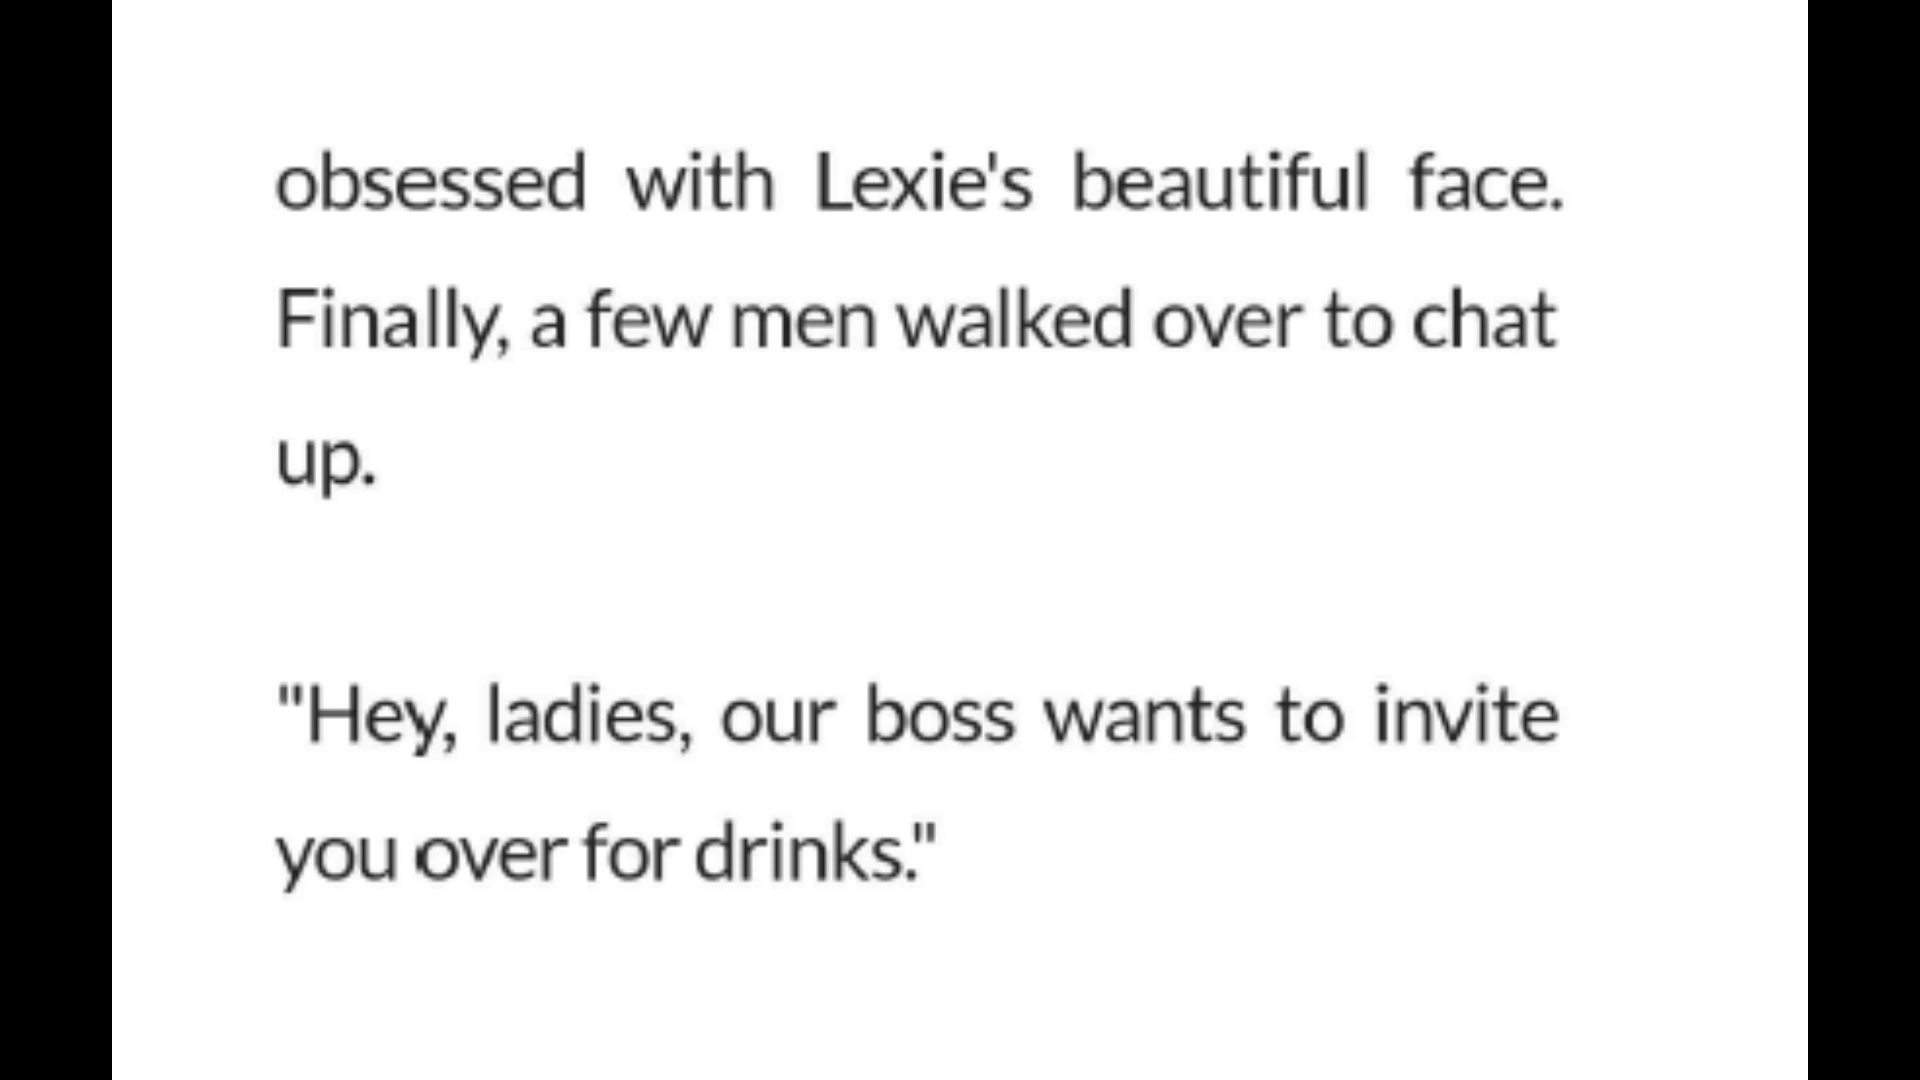 obsessed with Lexie's beautiful face.
Finally, a few men walked over to chat
up.
"Hey, ladies, our boss wants to invite
you over for drinks."